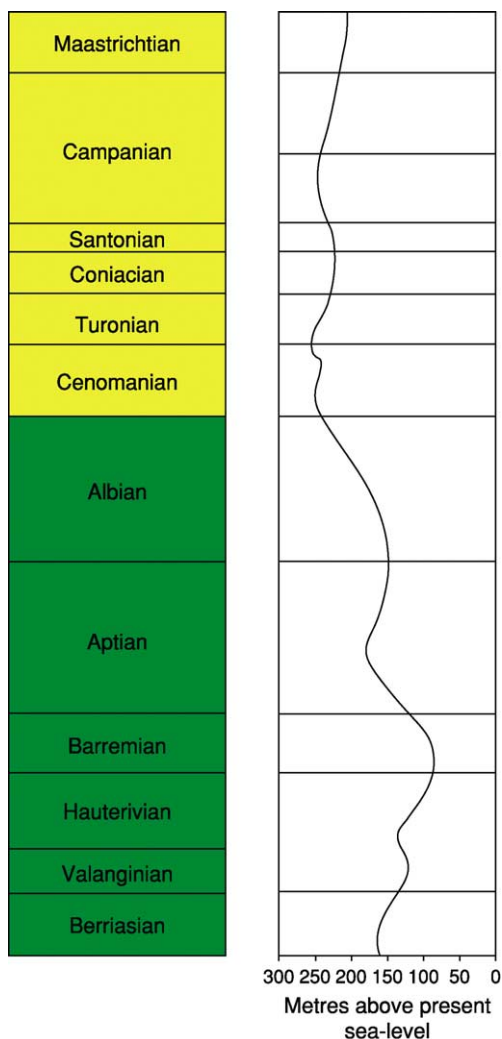 Maastrichtian
Campanian
Santonian
Coniacian
Turonian
Cenomanian
Albian
Aptian
Barremian
Hauterivian
Valanginian
Berriasian
300 250 200 150 100 50 0
Metres above present
sea-level